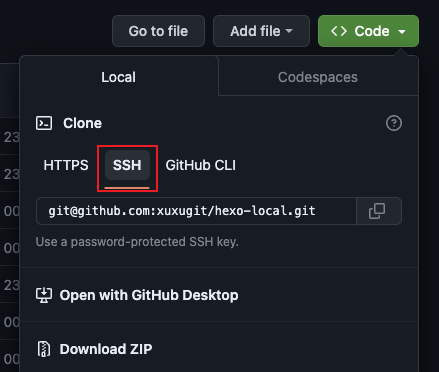 Go to file
Add file
<> Code
Local
Codespaces
Clone
HTTPS
SSH
GitHub CLI
git@github.com:xuxugit/hexo-local.git
Use a password-protected SSH key.
Open with GitHub Desktop
Download ZIP
23
23
00
00
23
00
00